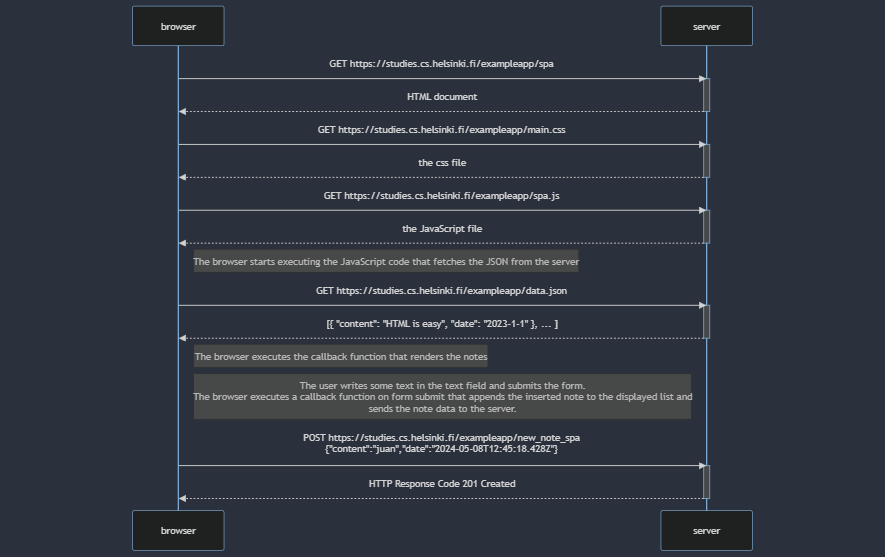 browser server
GET https://studies.cs.helsinki.fi/exampleapp/spa
HTML document
GET https://studies.cs.helsinki.fi/exampleapp/main.css
the css file
GET https://studies.cs.helsinki.fi/exampleapp/spa.js
the JavaScript file
The browser starts executing the JavaScript code that fetches the JSON from the server
GET https://studies.cs.helsinki.fi/exampleapp/data.json
[{ "content": "HTML is easy", "date": "2023-1-1" }, ... ]
The browser executes the callback function that renders the notes
The user writes some text in the text field and submits the form.
The browser executes a callback function on form submit that appends the inserted note to the displayed list and
sends the note data to the server.
POST https://studies.cs.helsinki.fi/exampleapp/new_note_spa
{"content":"juan","date":"2024-05-08T12:45:18.428Z"}
HTTP Response Code 201 Created
browser server